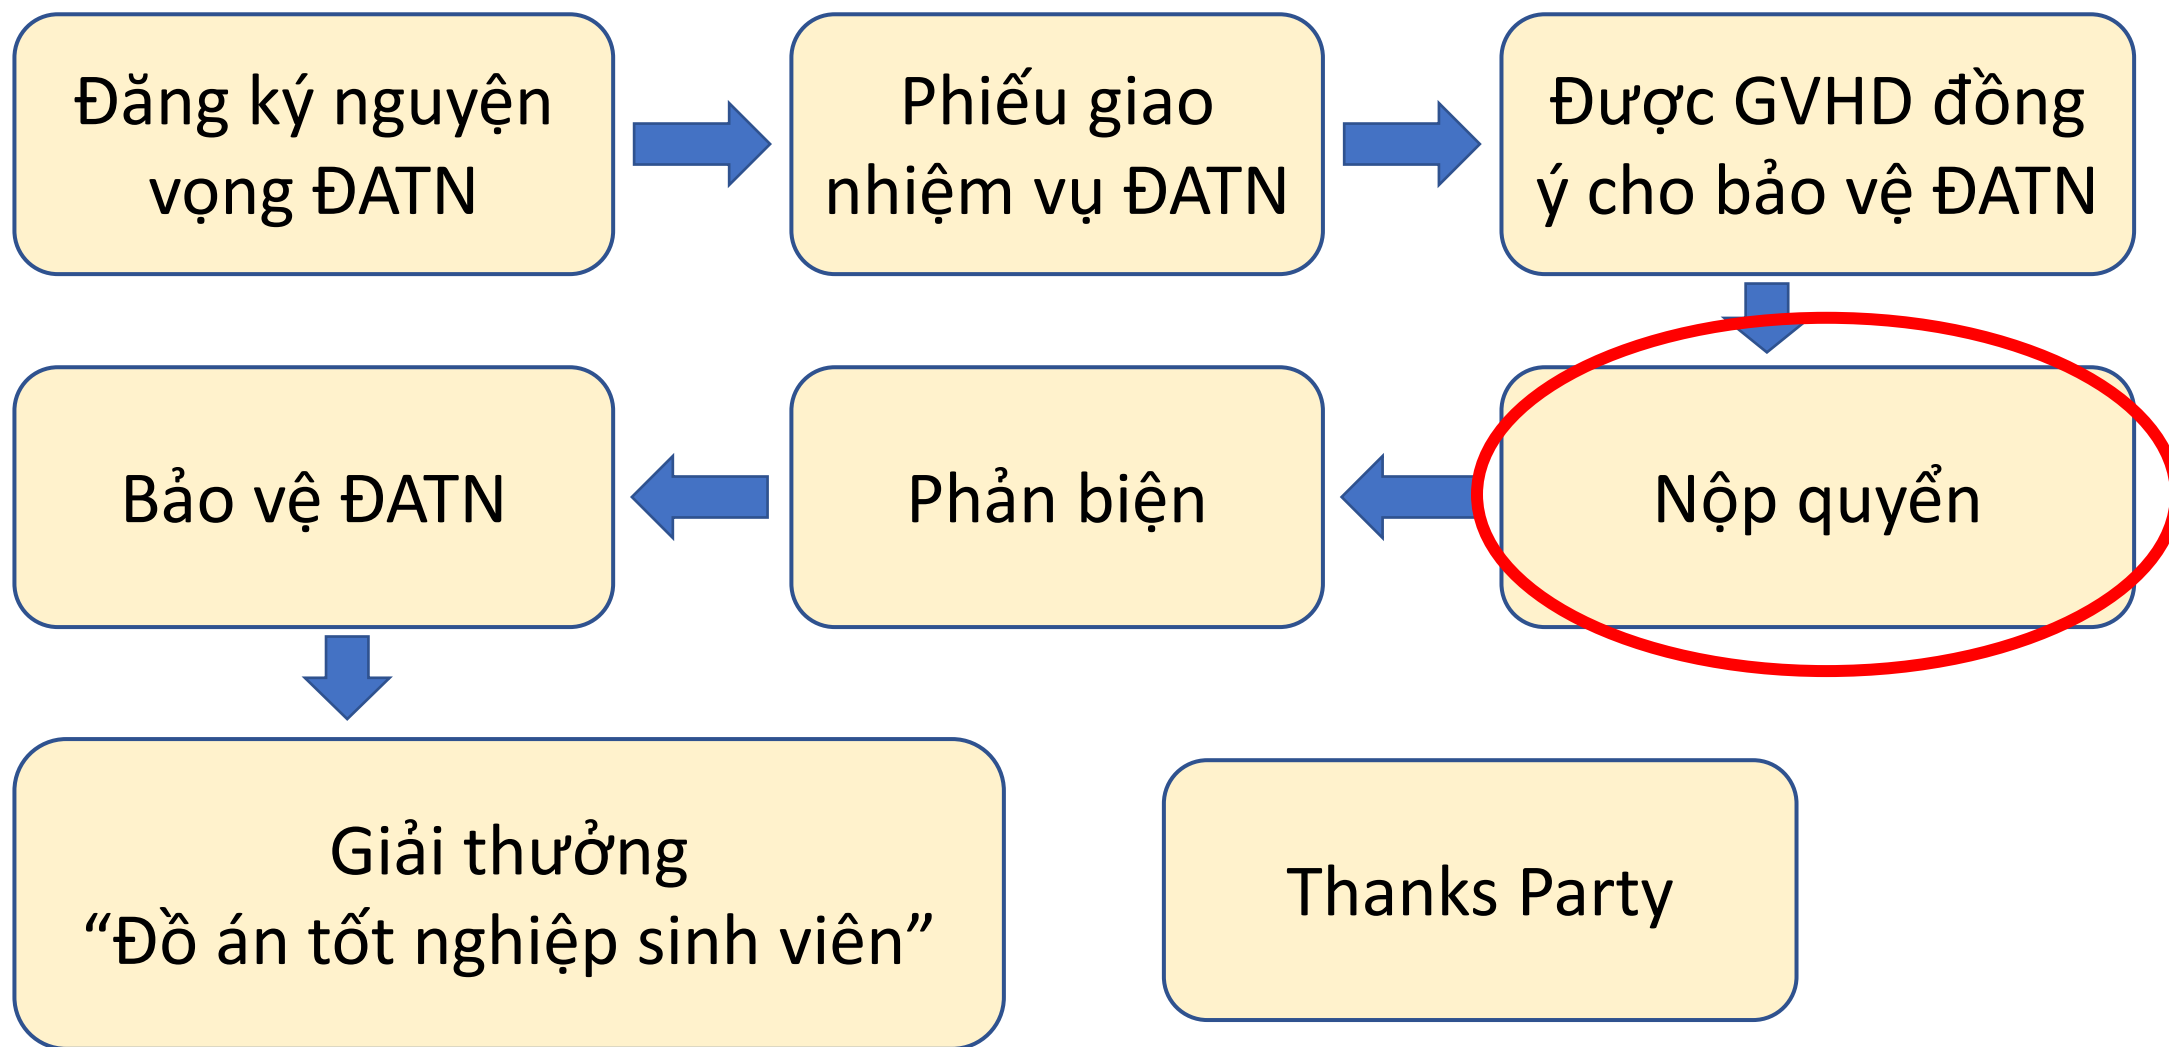 Đăng ký nguyện
vọng ĐATN
Phiếu giao
nhiệm vụ ĐATN
Được GVHD đồng
ý cho bảo vệ ĐATN
Bảo vệ ĐATN
Phản biện
Nộp quyển
Giải thưởng
“Đồ án tốt nghiệp sinh viên”
Thanks Party